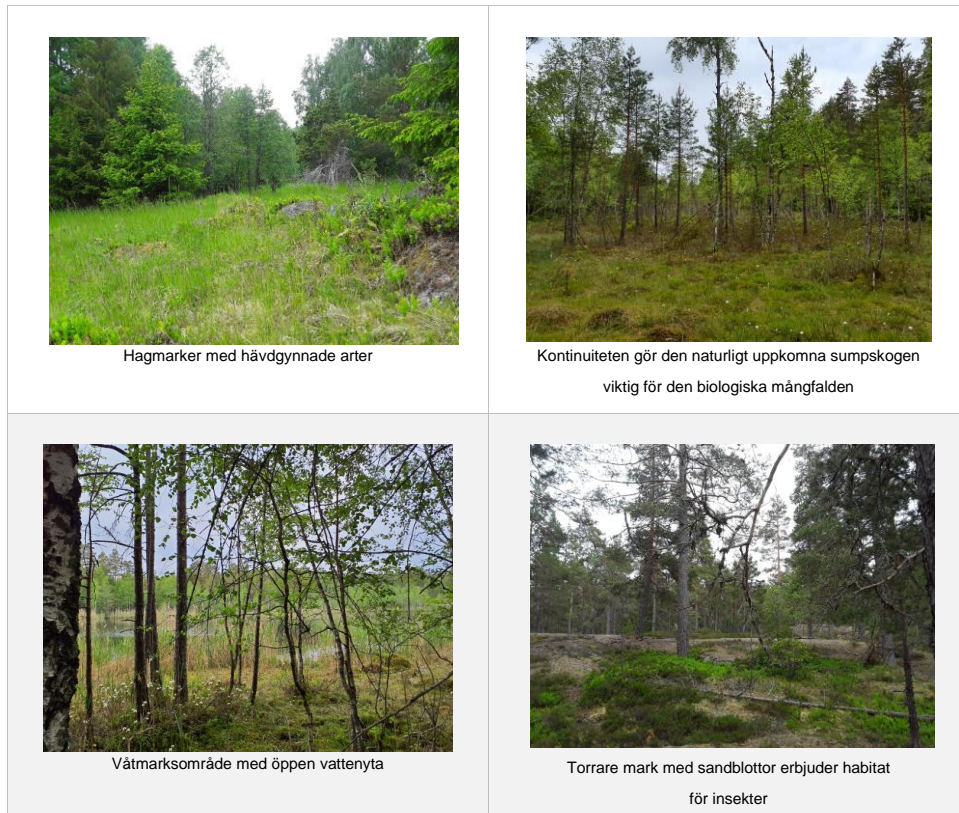 Hagmarker med hävdgynnade arter
Kontinuiteten gör den naturligt uppkomna sumpskogen
viktig för den biologiska mångfalden
Våtmarksområde med öppen vattenyta
Torrare mark med sandblottor erbjuder habitat
för insekter